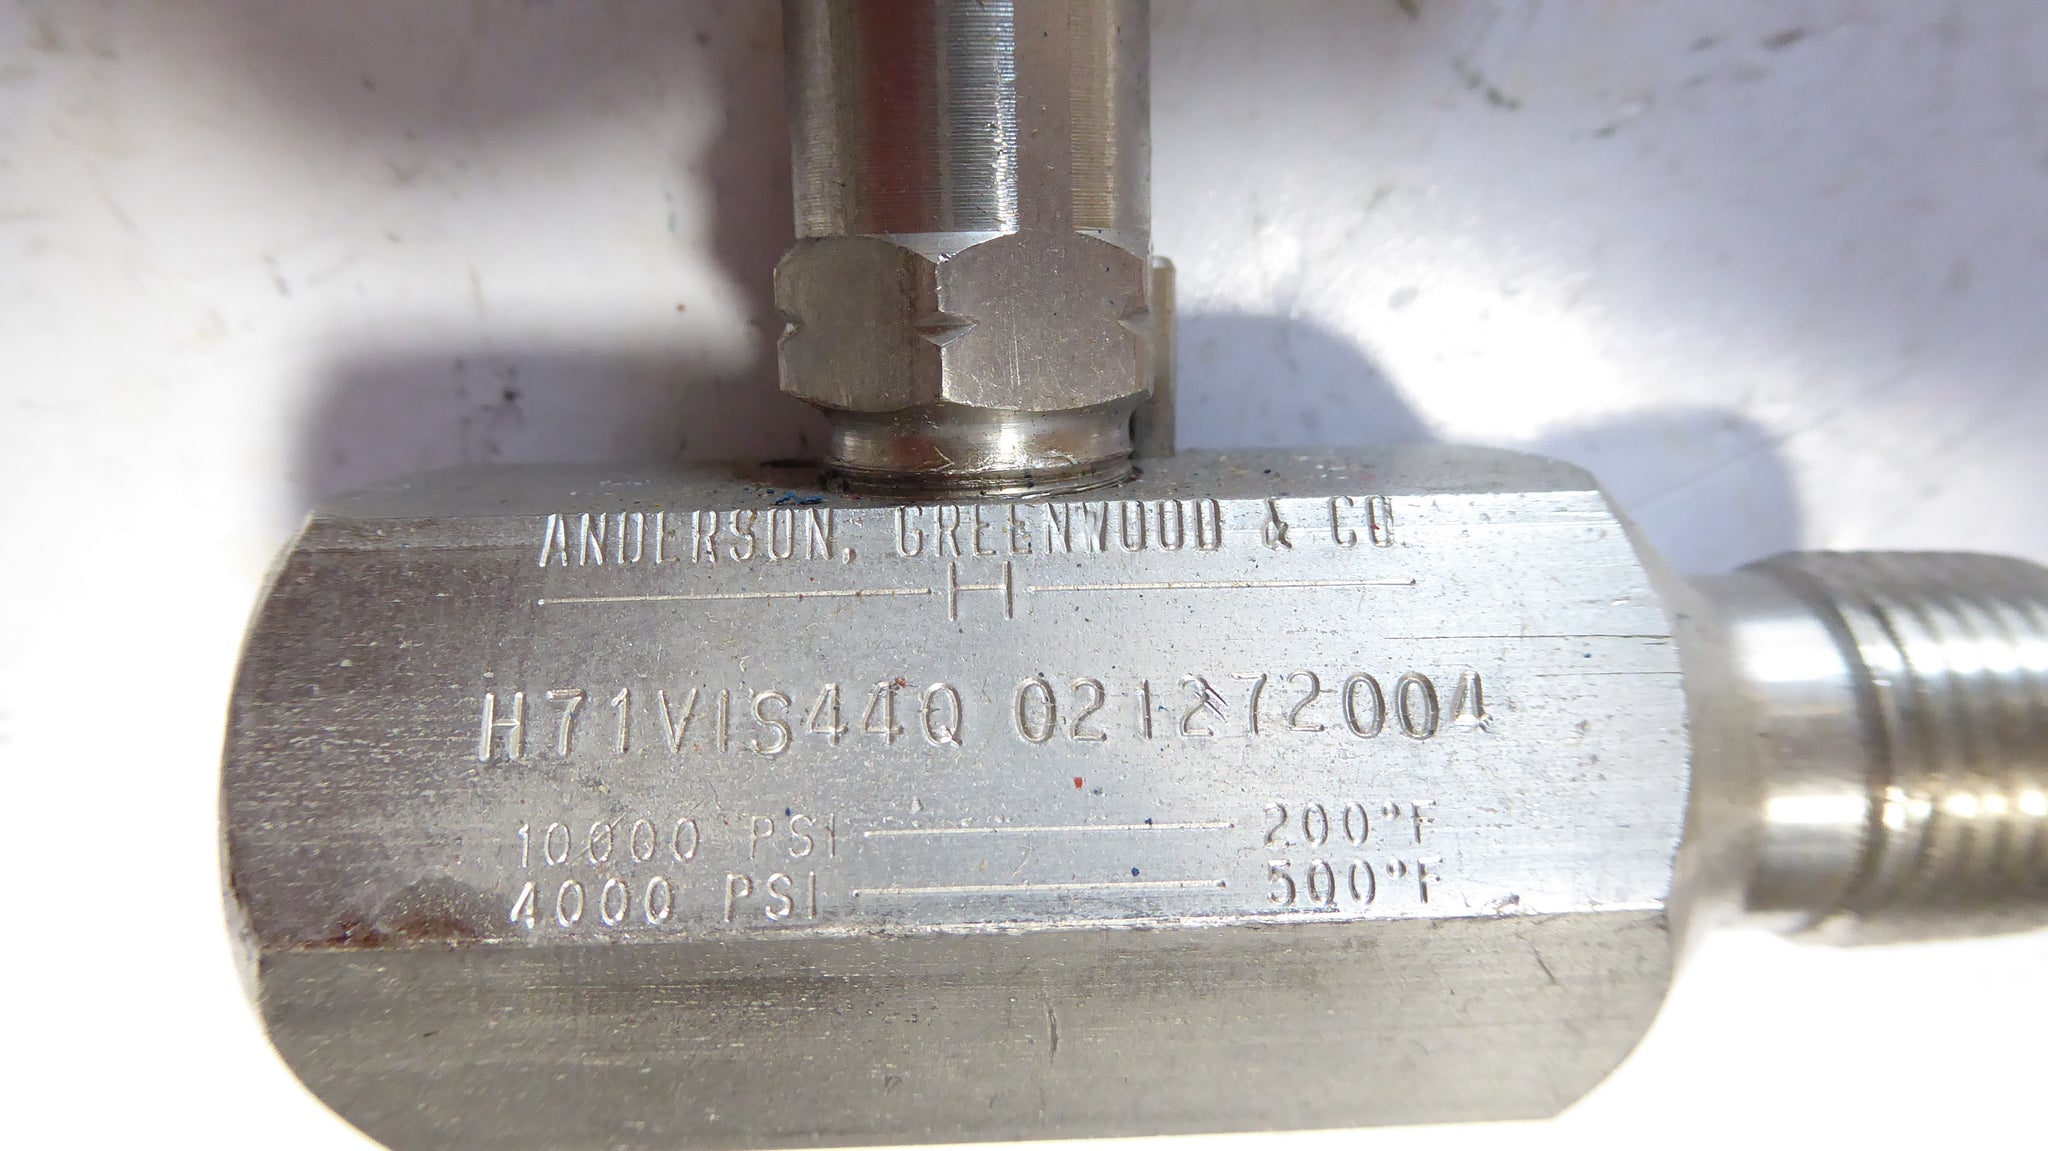 ANDERSON, GREENWOOD & CO.
H
H71VIS44Q 021272004
10000 PSI 200°F
4000 PSI 500°F